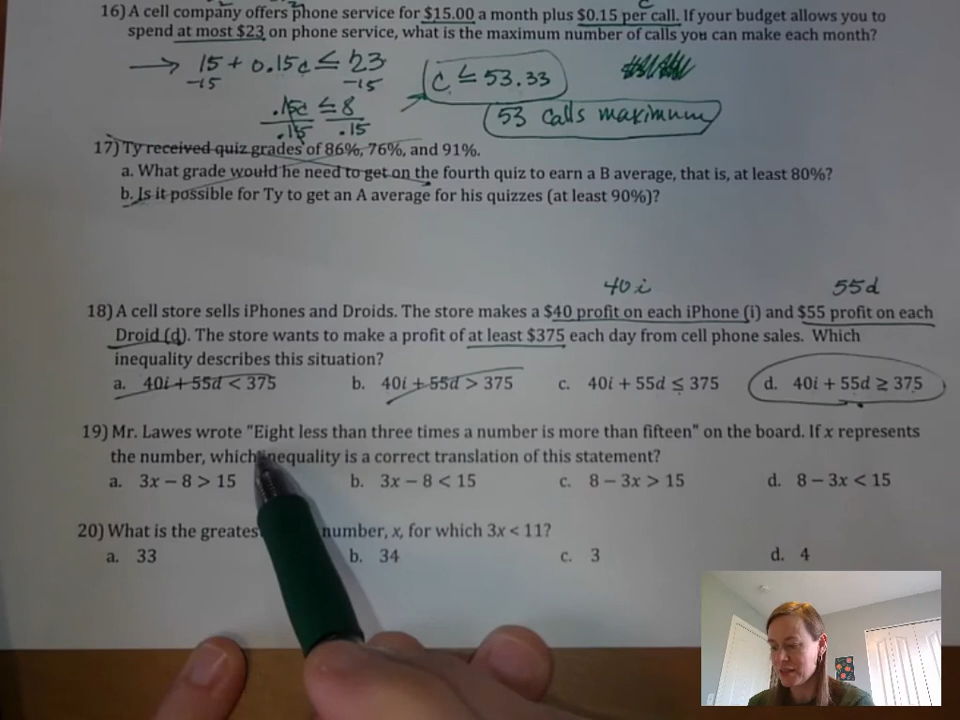 16) A cell company offers phone service for $15.00 a month plus $0.15 per call. If your budget allows you to
spend at most $23 on phone service, what is the maximum number of calls you can make each month?
15 + 0.15c ≤ 23
-15 -15
.15c ≤ 8
.15 .15
c ≤ 53.33
53 calls maximum
17) Ty received quiz grades of 86%, 76%, and 91%.
a. What grade would he need to get on the fourth quiz to earn a B average, that is, at least 80%?
b. Is it possible for Ty to get an A average for his quizzes (at least 90%)?
40i 55d
18) A cell store sells iPhones and Droids. The store makes a $40 profit on each iPhone (i) and $55 profit on each
Droid (d). The store wants to make a profit of at least $375 each day from cell phone sales. Which
inequality describes this situation?
a. 40i + 55d < 375 b. 40i + 55d > 375 c. 40i + 55d ≤ 375 d. 40i + 55d ≥ 375
19) Mr. Lawes wrote "Eight less than three times a number is more than fifteen" on the board. If x represents
the number, which inequality is a correct translation of this statement?
a. 3x – 8 > 15 b. 3x – 8 < 15 c. 8 – 3x > 15 d. 8 – 3x < 15
20) What is the greates number, x, for which 3x < 11?
a. 33 b. 34 c. 3 d. 4